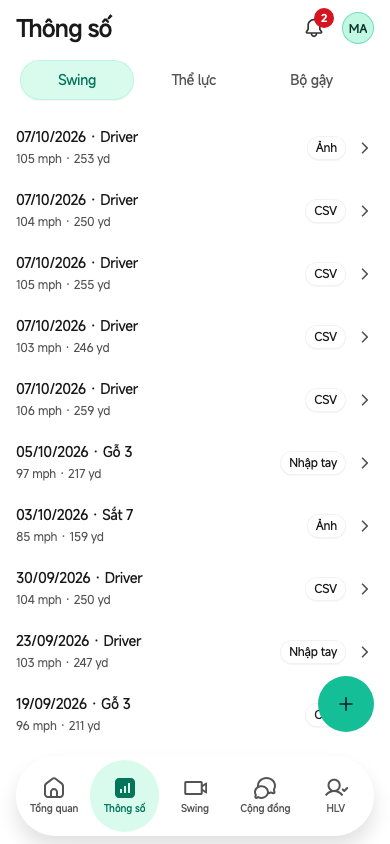 Thông số
2
MA
Swing
Thể lực
Bộ gậy
07/10/2026 · Driver
105 mph · 253 yd
Ảnh
07/10/2026 · Driver
104 mph · 250 yd
CSV
07/10/2026 · Driver
105 mph · 255 yd
CSV
07/10/2026 · Driver
103 mph · 246 yd
CSV
07/10/2026 · Driver
106 mph · 259 yd
CSV
05/10/2026 · Gỗ 3
97 mph · 217 yd
Nhập tay
03/10/2026 · Sắt 7
85 mph · 159 yd
Ảnh
30/09/2026 · Driver
104 mph · 250 yd
CSV
23/09/2026 · Driver
103 mph · 247 yd
Nhập tay
19/09/2026 · Gỗ 3
96 mph · 211 yd
Tổng quan
Thông số
Swing
Cộng đồng
HLV